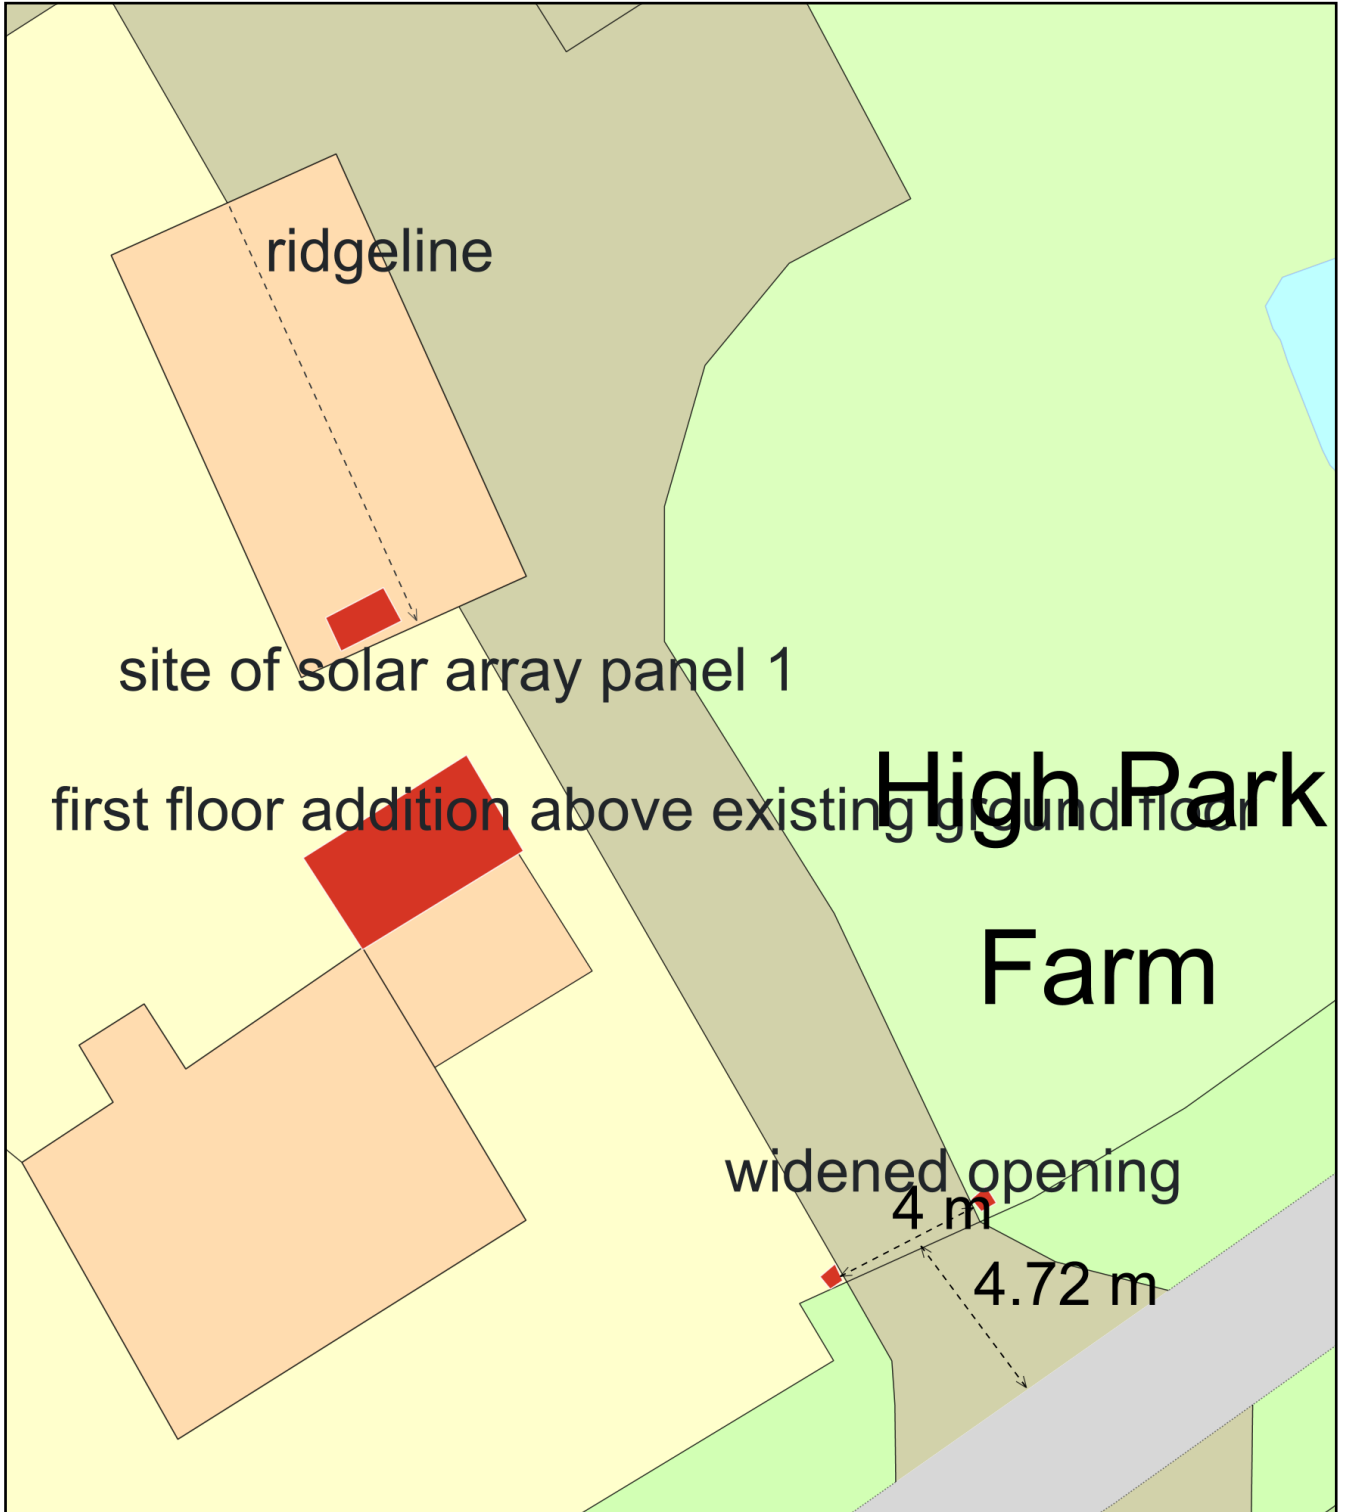 ridgeline
site of solar array panel 1
first floor addition above existing ground floor
High Park
Farm
widened opening
4 m
4.72 m